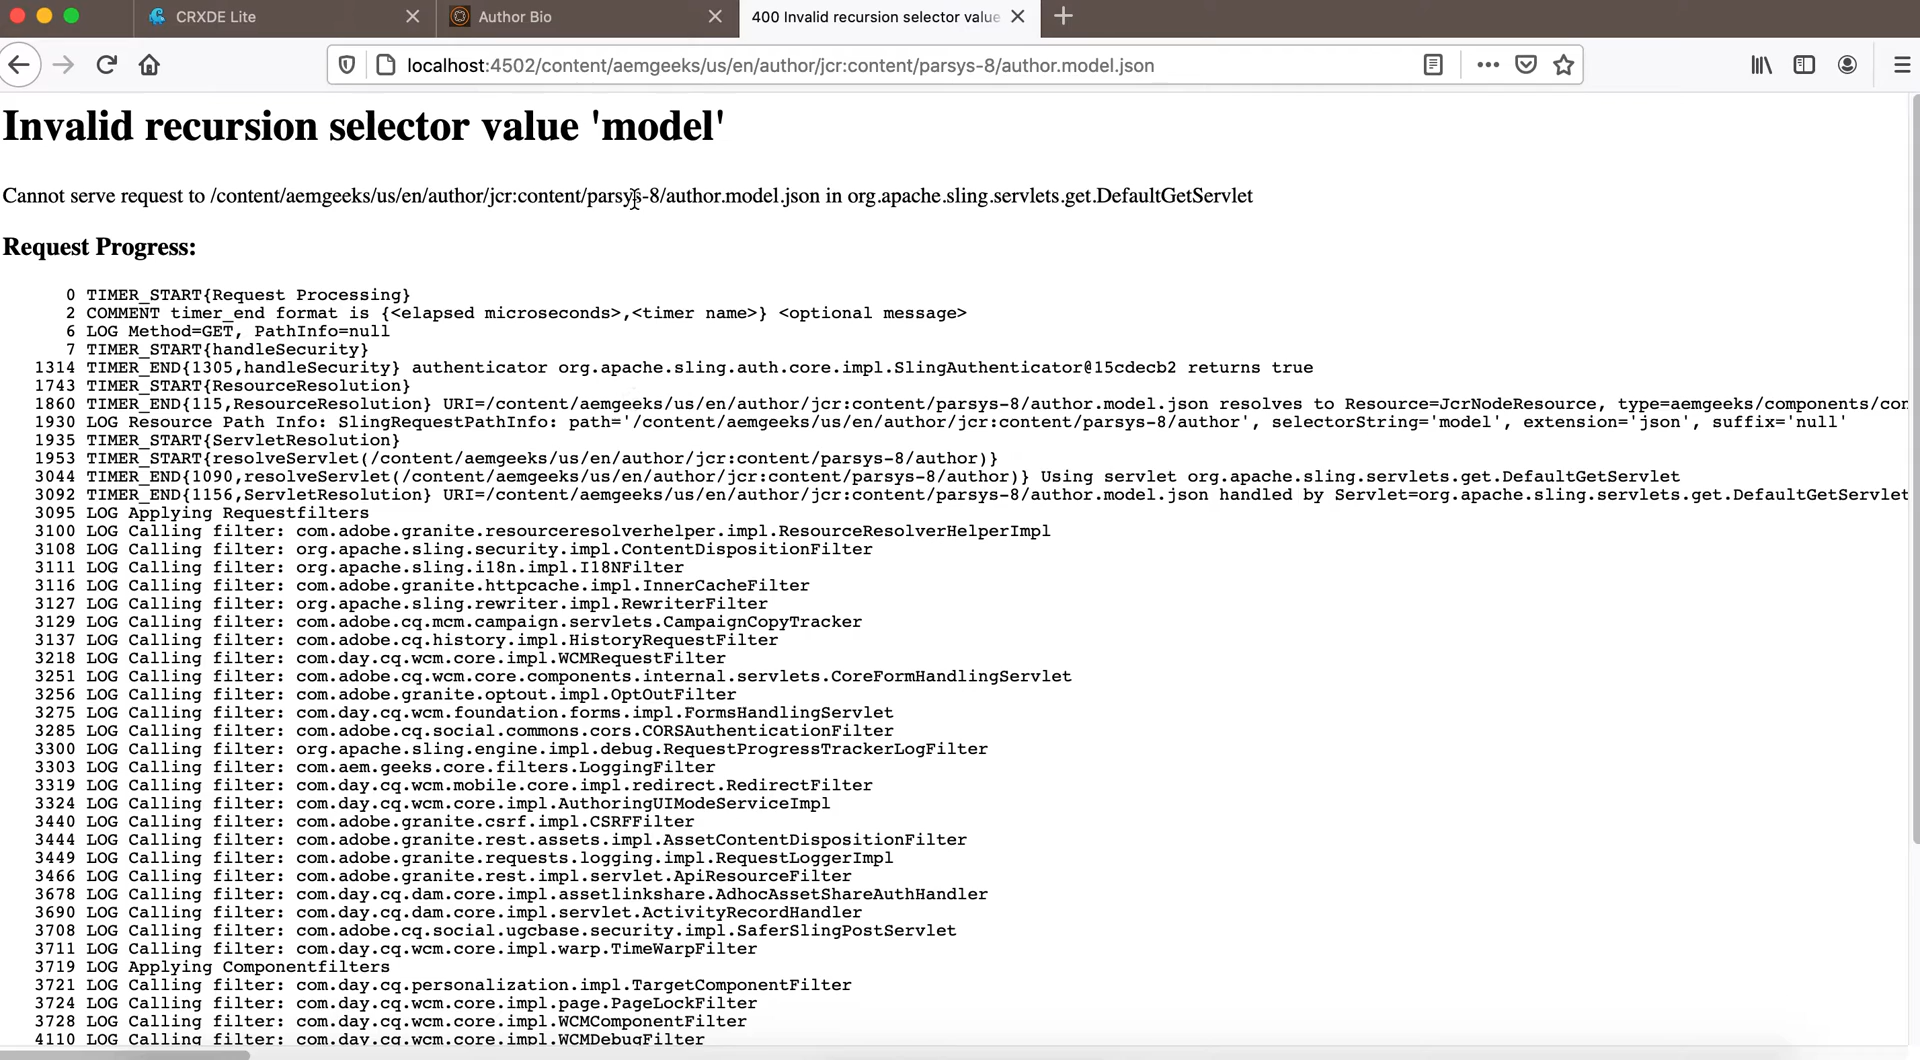 CRXDE Lite
Author Bio
400 Invalid recursion selector value
localhost:4502/content/aemgeeks/us/en/author/jcr:content/parsys-8/author.model.json
Invalid recursion selector value 'model'
Cannot serve request to /content/aemgeeks/us/en/author/jcr:content/parsys-8/author.model.json in org.apache.sling.servlets.get.DefaultGetServlet
Request Progress:
0 TIMER_START{Request Processing}
2 COMMENT timer_end format is {<elapsed microseconds>,<timer name>} <optional message>
6 LOG Method=GET, PathInfo=null
7 TIMER_START{handleSecurity}
1314 TIMER_END{1305,handleSecurity} authenticator org.apache.sling.auth.core.impl.SlingAuthenticator@15cdecb2 returns true
1743 TIMER_START{ResourceResolution}
1860 TIMER_END{115,ResourceResolution} URI=/content/aemgeeks/us/en/author/jcr:content/parsys-8/author.model.json resolves to Resource=JcrNodeResource, type=aemgeeks/components/con
1930 LOG Resource Path Info: SlingRequestPathInfo: path='/content/aemgeeks/us/en/author/jcr:content/parsys-8/author', selectorString='model', extension='json', suffix='null'
1935 TIMER_START{ServletResolution}
1953 TIMER_START{resolveServlet(/content/aemgeeks/us/en/author/jcr:content/parsys-8/author)}
3044 TIMER_END{1090,resolveServlet(/content/aemgeeks/us/en/author/jcr:content/parsys-8/author)} Using servlet org.apache.sling.servlets.get.DefaultGetServlet
3092 TIMER_END{1156,ServletResolution} URI=/content/aemgeeks/us/en/author/jcr:content/parsys-8/author.model.json handled by Servlet=org.apache.sling.servlets.get.DefaultGetServlet
3095 LOG Applying Requestfilters
3100 LOG Calling filter: com.adobe.granite.resourceresolverhelper.impl.ResourceResolverHelperImpl
3108 LOG Calling filter: org.apache.sling.security.impl.ContentDispositionFilter
3111 LOG Calling filter: org.apache.sling.i18n.impl.I18NFilter
3116 LOG Calling filter: com.adobe.granite.httpcache.impl.InnerCacheFilter
3127 LOG Calling filter: org.apache.sling.rewriter.impl.RewriterFilter
3129 LOG Calling filter: com.adobe.cq.mcm.campaign.servlets.CampaignCopyTracker
3137 LOG Calling filter: com.adobe.cq.history.impl.HistoryRequestFilter
3218 LOG Calling filter: com.day.cq.wcm.core.impl.WCMRequestFilter
3251 LOG Calling filter: com.adobe.cq.wcm.core.components.internal.servlets.CoreFormHandlingServlet
3256 LOG Calling filter: com.adobe.granite.optout.impl.OptOutFilter
3275 LOG Calling filter: com.day.cq.wcm.foundation.forms.impl.FormsHandlingServlet
3285 LOG Calling filter: com.adobe.cq.social.commons.cors.CORSAuthenticationFilter
3300 LOG Calling filter: org.apache.sling.engine.impl.debug.RequestProgressTrackerLogFilter
3303 LOG Calling filter: com.aem.geeks.core.filters.LoggingFilter
3319 LOG Calling filter: com.day.cq.wcm.mobile.core.impl.redirect.RedirectFilter
3324 LOG Calling filter: com.day.cq.wcm.core.impl.AuthoringUIModeServiceImpl
3440 LOG Calling filter: com.adobe.granite.csrf.impl.CSRFFilter
3444 LOG Calling filter: com.adobe.granite.rest.assets.impl.AssetContentDispositionFilter
3449 LOG Calling filter: com.adobe.granite.requests.logging.impl.RequestLoggerImpl
3466 LOG Calling filter: com.adobe.granite.rest.impl.servlet.ApiResourceFilter
3678 LOG Calling filter: com.day.cq.dam.core.impl.assetlinkshare.AdhocAssetShareAuthHandler
3690 LOG Calling filter: com.day.cq.dam.core.impl.servlet.ActivityRecordHandler
3708 LOG Calling filter: com.adobe.cq.social.ugcbase.security.impl.SaferSlingPostServlet
3711 LOG Calling filter: com.day.cq.wcm.core.impl.warp.TimeWarpFilter
3719 LOG Applying Componentfilters
3721 LOG Calling filter: com.day.cq.personalization.impl.TargetComponentFilter
3724 LOG Calling filter: com.day.cq.wcm.core.impl.page.PageLockFilter
3728 LOG Calling filter: com.day.cq.wcm.core.impl.WCMComponentFilter
4110 LOG Calling filter: com.day.cq.wcm.core.impl.WCMDebugFilter